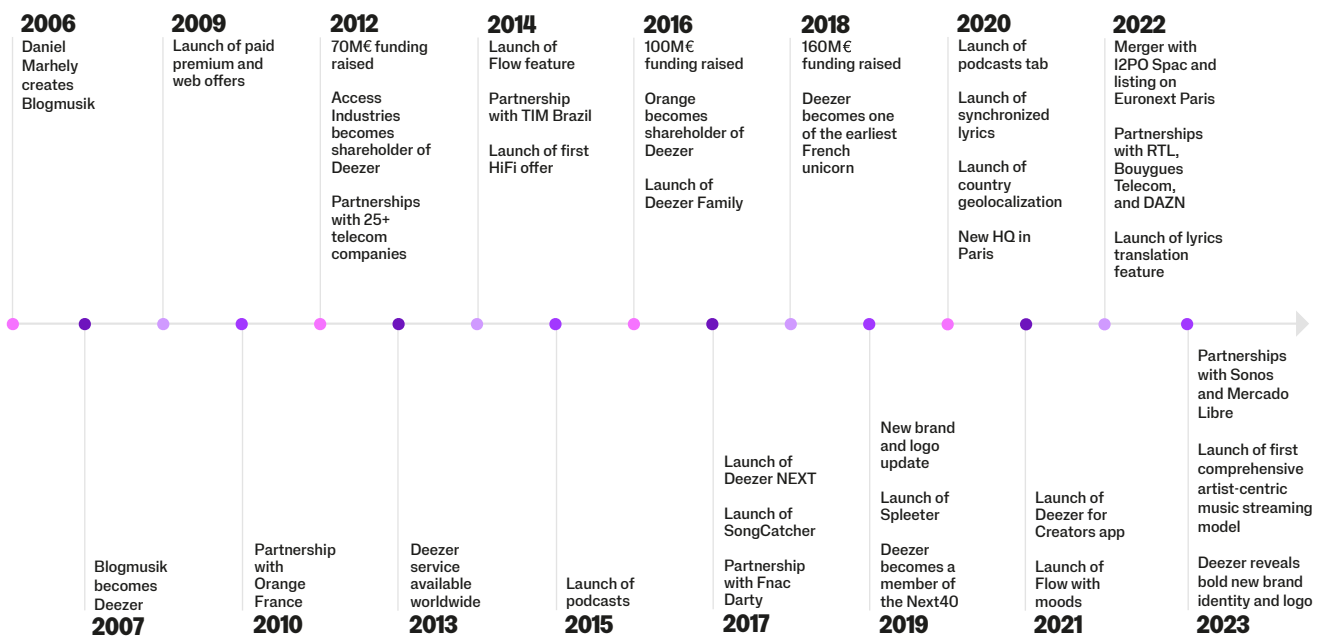 2006
Daniel
Marhely
creates
Blogmusik
2009
Launch of paid
premium and
web offers
2012
70M€ funding
raised
Access
Industries
becomes
shareholder of
Deezer
Partnerships
with 25+
telecom
companies
2014
Launch of
Flow feature
Partnership
with TIM Brazil
Launch of first
HiFi offer
2016
100M€
funding raised
Orange
becomes
shareholder of
Deezer
Launch of
Deezer Family
2018
160M€
funding raised
Deezer
becomes one
of the earliest
French
unicorn
2020
Launch of
podcasts tab
Launch of
synchronized
lyrics
Launch of
country
geolocalization
New HQ in
Paris
2022
Merger with
I2PO Spac and
listing on
Euronext Paris
Partnerships
with RTL,
Bouygues
Telecom,
and DAZN
Launch of lyrics
translation
feature
Blogmusik
becomes
Deezer
2007
Partnership
with
Orange
France
2010
Deezer
service
available
worldwide
2013
Launch of
podcasts
2015
Launch of
Deezer NEXT
Launch of
SongCatcher
Partnership
with Fnac
Darty
2017
New brand
and logo
update
Launch of
Spleeter
Deezer
becomes a
member of
the Next40
2019
Launch of
Deezer for
Creators app
Launch of
Flow with
moods
2021
Partnerships
with Sonos
and Mercado
Libre
Launch of first
comprehensive
artist-centric
music streaming
model
Deezer reveals
bold new brand
identity and logo
2023